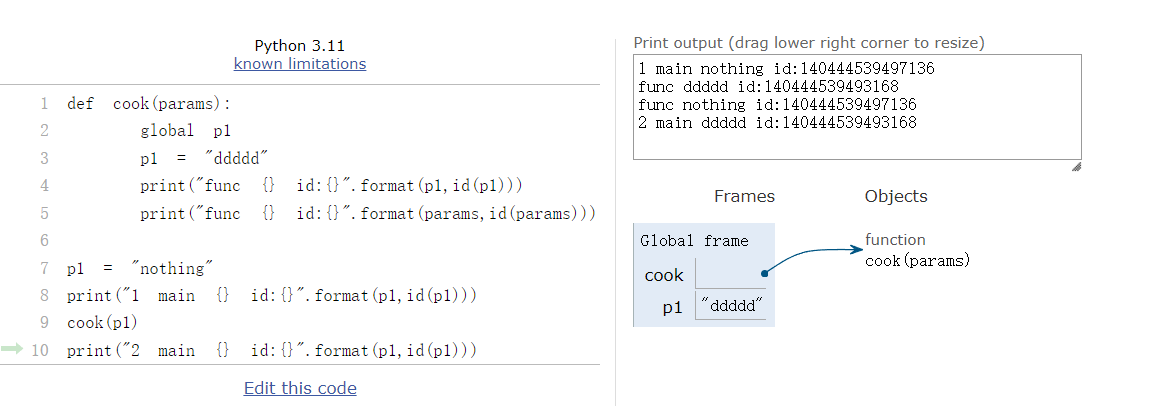 Python 3.11
known limitations
1 def cook(params):
2 global p1
3 p1 = "ddddd"
4 print("func {} id:{}".format(p1,id(p1)))
5 print("func {} id:{}".format(params,id(params)))
6
7 p1 = "nothing"
8 print("1 main {} id:{}".format(p1,id(p1)))
9 cook(p1)
10 print("2 main {} id:{}".format(p1,id(p1)))
Edit this code
Print output (drag lower right corner to resize)
1 main nothing id:140444539497136
func ddddd id:140444539493168
func nothing id:140444539497136
2 main ddddd id:140444539493168
Frames
Objects
Global frame
cook
p1 "ddddd"
function
cook(params)